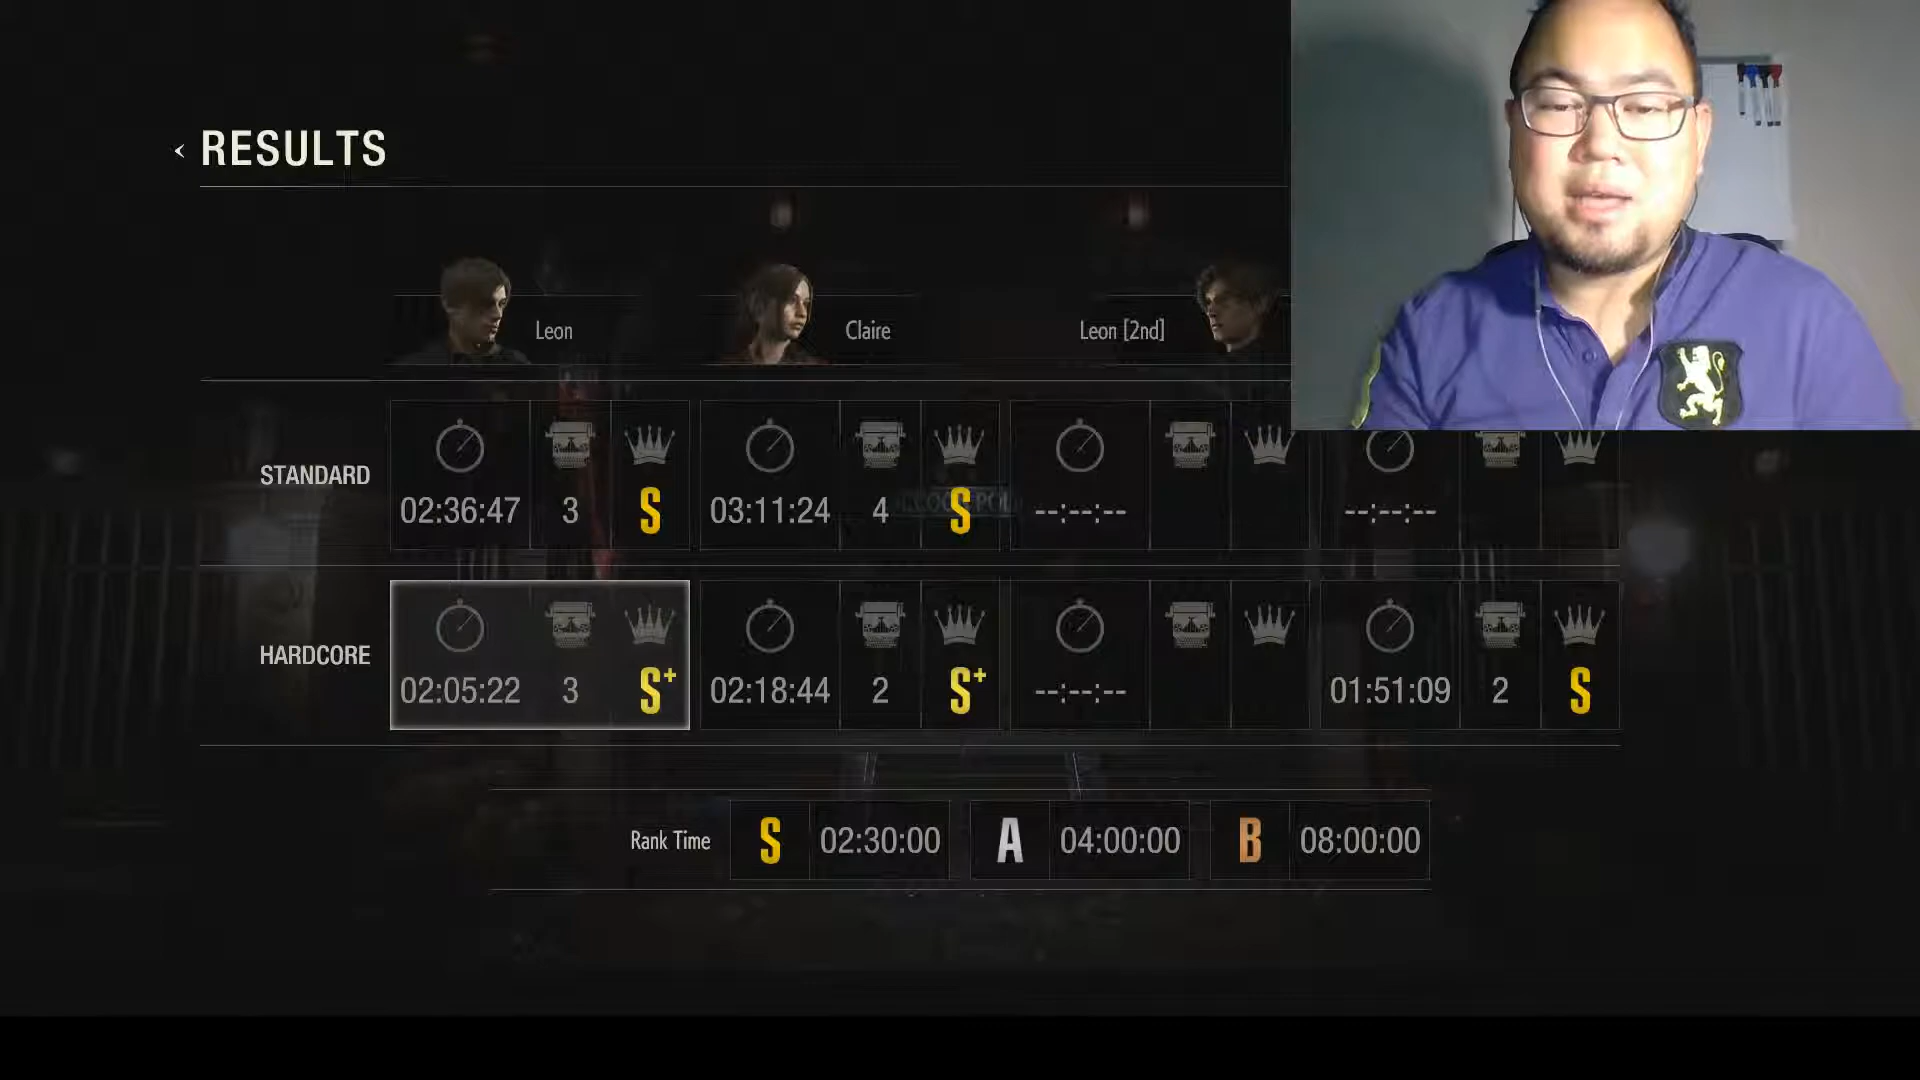 < RESULTS
Leon
Claire
Leon [2nd]
STANDARD
02:36:47 3 S
03:11:24 4 S
--:--:--
--:--:--
HARDCORE
02:05:22 3 S+
02:18:44 2 S+
--:--:--
01:51:09 2 S
Rank Time S 02:30:00 A 04:00:00 B 08:00:00